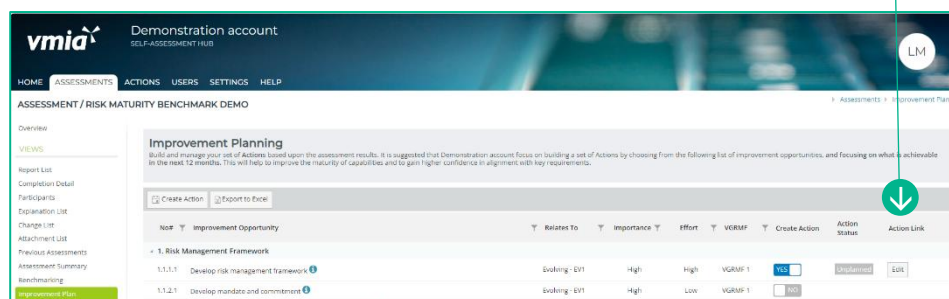 vmia
Demonstration account
SELF-ASSESSMENT HUB
LM
HOME ASSESSMENTS ACTIONS USERS SETTINGS HELP
ASSESSMENT / RISK MATURITY BENCHMARK DEMO
Assessments > Improvement Plan
Overview
VIEWS
Report List
Completion Detail
Participants
Explanation List
Change List
Attachment List
Previous Assessments
Assessment Summary
Benchmarking
Improvement Plan
Improvement Planning
Build and manage your set of Actions based upon the assessment results. It is suggested that Demonstration account focus on building a set of Actions by choosing from the following list of improvement opportunities, and focusing on what is achievable
in the next 12 months. This will help to improve the maturity of capabilities and to gain higher confidence in alignment with key requirements.
Create Action Export to Excel
No# Improvement Opportunity Relates To Importance Effort VGRMF Create Action Action Status Action Link
1. Risk Management Framework
1.1.1.1 Develop risk management framework Evolving - EV1 High High VGRMF 1 YES Unplanned Edit
1.1.2.1 Develop mandate and commitment Evolving - EV1 High Low VGRMF 1 NO